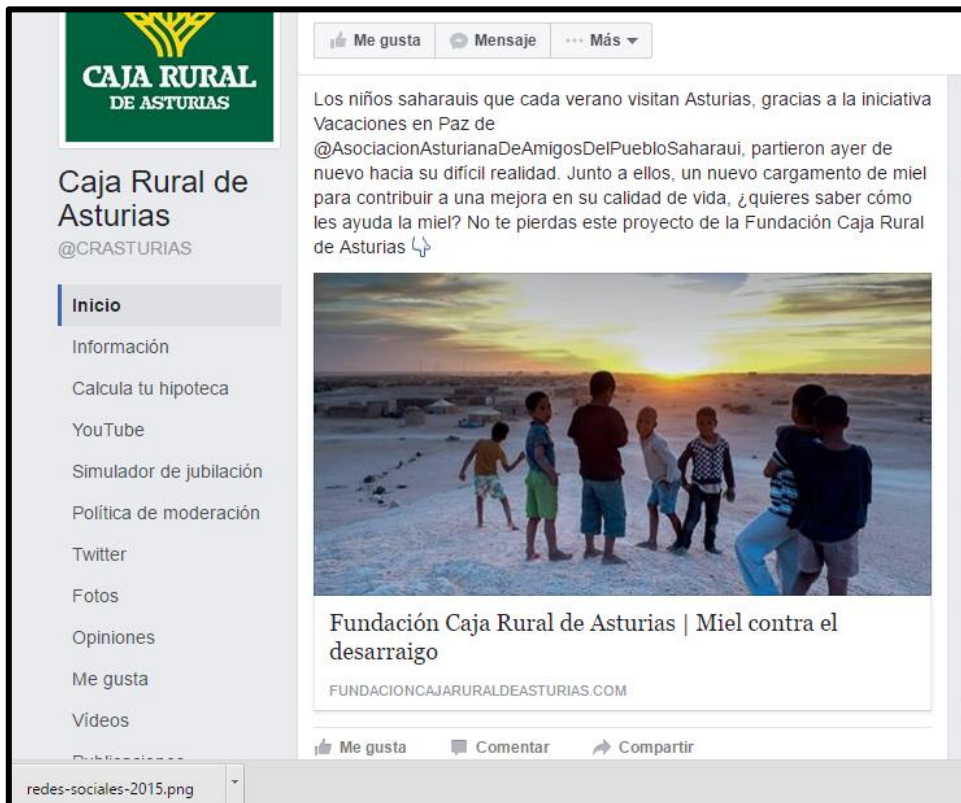 CAJA RURAL
DE ASTURIAS
Caja Rural de
Asturias
@CRASTURIAS
Inicio
Información
Calcula tu hipoteca
YouTube
Simulador de jubilación
Política de moderación
Twitter
Fotos
Opiniones
Me gusta
Vídeos
Publicaciones
Me gusta
Mensaje
··· Más
Los niños saharauis que cada verano visitan Asturias, gracias a la iniciativa
Vacaciones en Paz de
@AsociacionAsturianaDeAmigosDelPuebloSaharaui, partieron ayer de
nuevo hacia su difícil realidad. Junto a ellos, un nuevo cargamento de miel
para contribuir a una mejora en su calidad de vida, ¿quieres saber cómo
les ayuda la miel? No te pierdas este proyecto de la Fundación Caja Rural
de Asturias
Fundación Caja Rural de Asturias | Miel contra el
desarraigo
FUNDACIONCAJARURALDEASTURIAS.COM
Me gusta
Comentar
Compartir
redes-sociales-2015.png